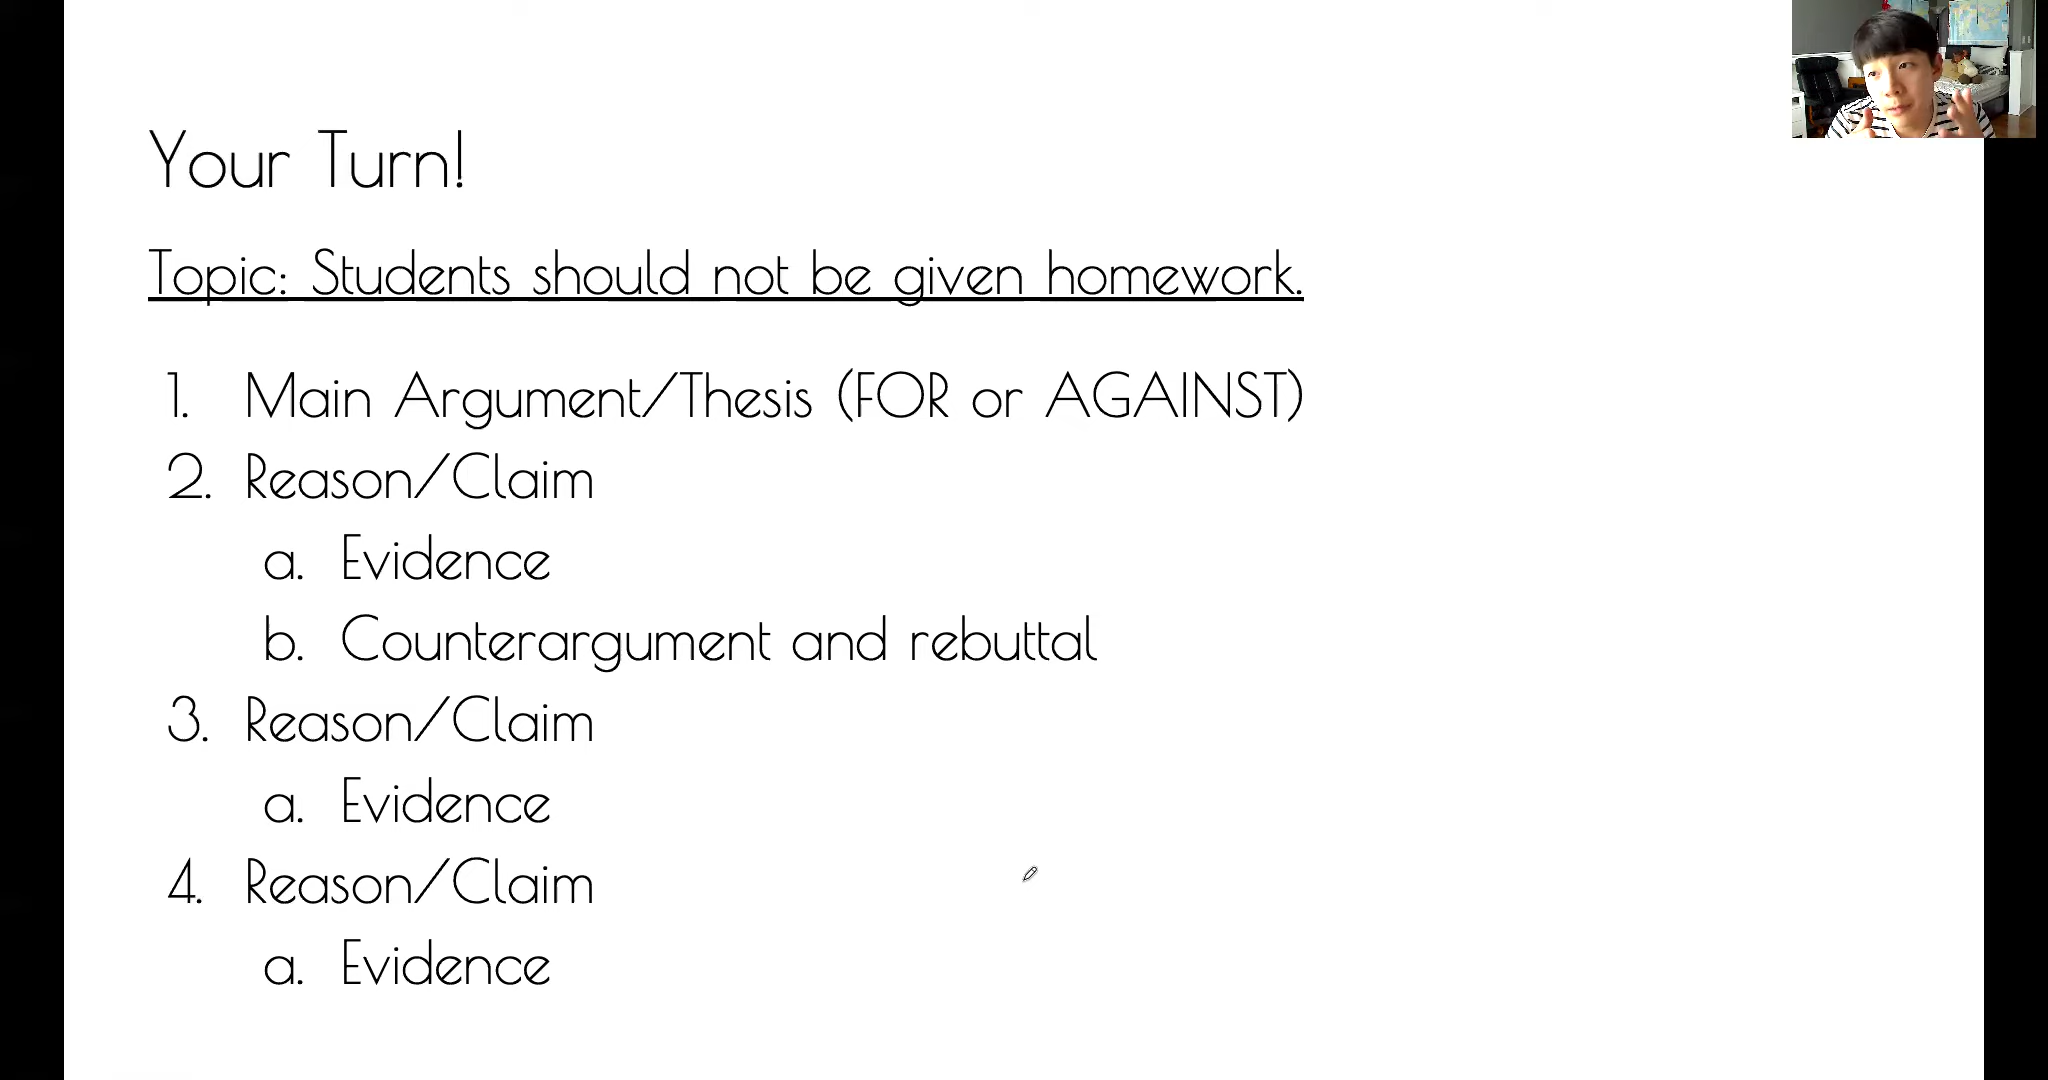 Your Turn!
Topic: Students should not be given homework.
1. Main Argument/Thesis (FOR or AGAINST)
2. Reason/Claim
a. Evidence
b. Counterargument and rebuttal
3. Reason/Claim
a. Evidence
4. Reason/Claim
a. Evidence